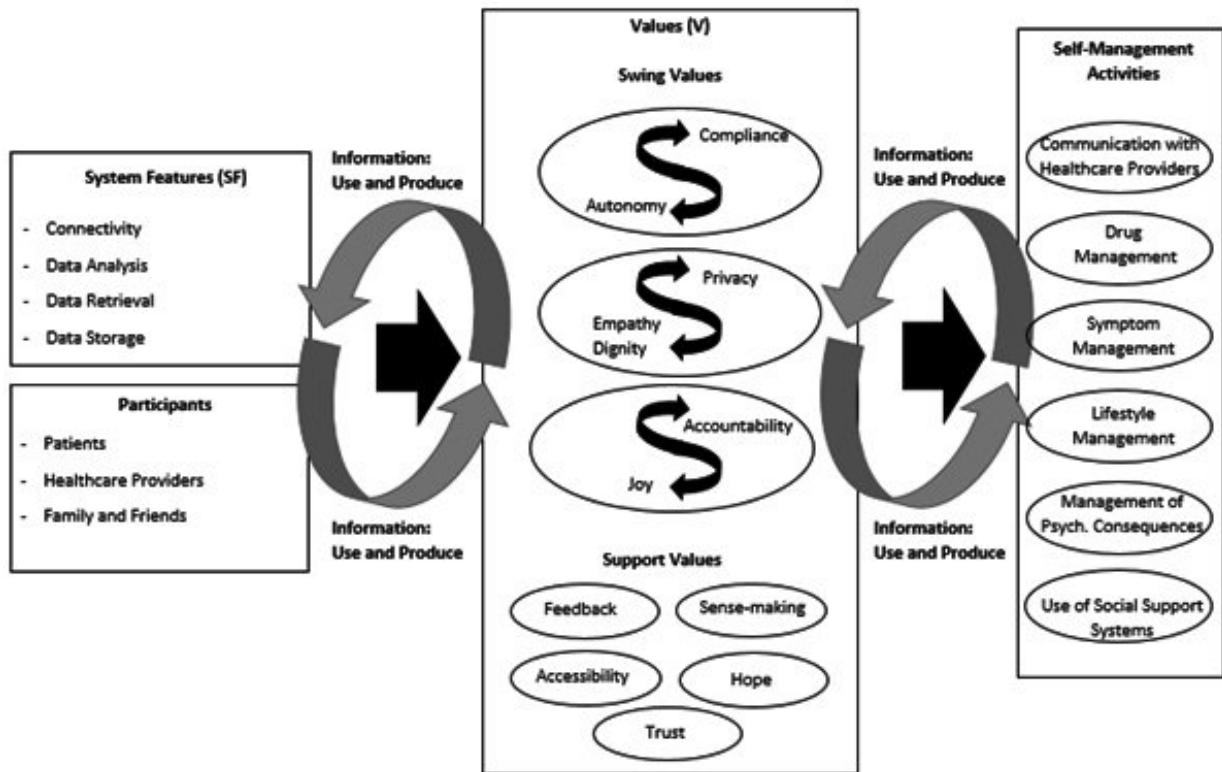 System Features (SF)
- Connectivity
- Data Analysis
- Data Retrieval
- Data Storage
Participants
- Patients
- Healthcare Providers
- Family and Friends
Information:
Use and Produce
Information:
Use and Produce
Values (V)
Swing Values
Compliance
Autonomy
Privacy
Empathy
Dignity
Accountability
Joy
Support Values
Feedback
Sense-making
Accessibility
Hope
Trust
Information:
Use and Produce
Information:
Use and Produce
Self-Management
Activities
Communication with
Healthcare Providers
Drug
Management
Symptom
Management
Lifestyle
Management
Management of
Psych. Consequences
Use of Social Support
Systems